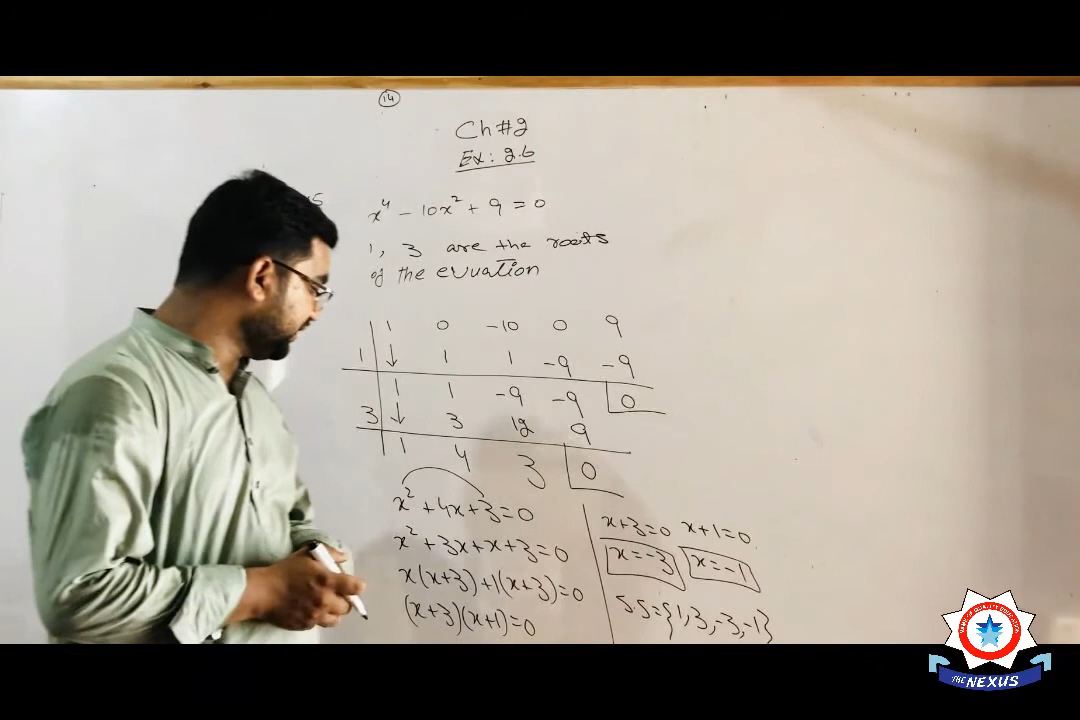 14
Ch#2
Ex: 2.6
x⁴ - 10x² + 9 = 0
1, 3 are the roots
of the evuation
1 0 -10 0 9
1 ↓ 1 1 -9 -9
1 1 -9 -9 0
3 ↓ 3 12 9
1 4 3 0
x² + 4x + 3 = 0
x² + 3x + x + 3 = 0
x(x+3) + 1(x+3) = 0
(x+3)(x+1) = 0
x+3=0 x+1=0
x=-3 x=-1
S.S={1,3,-3,-1}
THE NEXUS